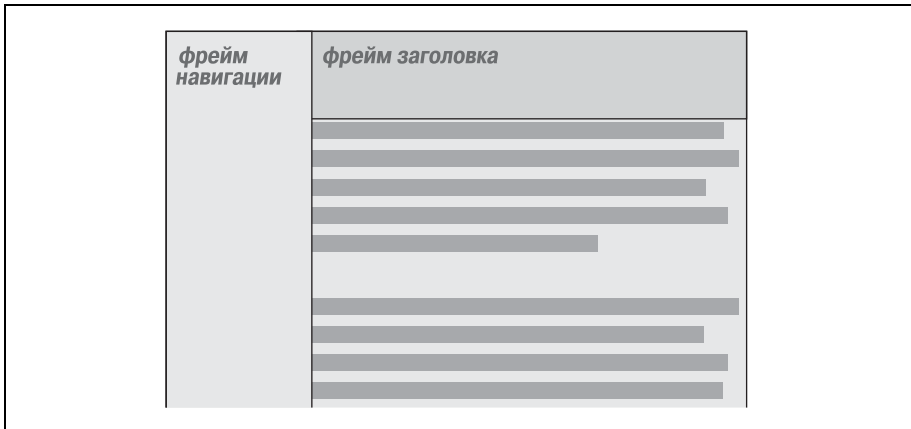 фрейм
навигации
фрейм заголовка